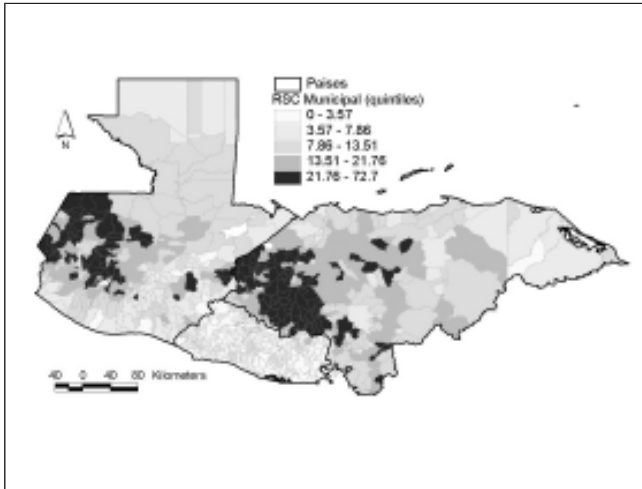 Paises
RSC Municipal (quintiles)
0 - 3.57
3.57 - 7.86
7.86 - 13.51
13.51 - 21.76
21.76 - 72.7
N
40 0 40 80 Kilometers